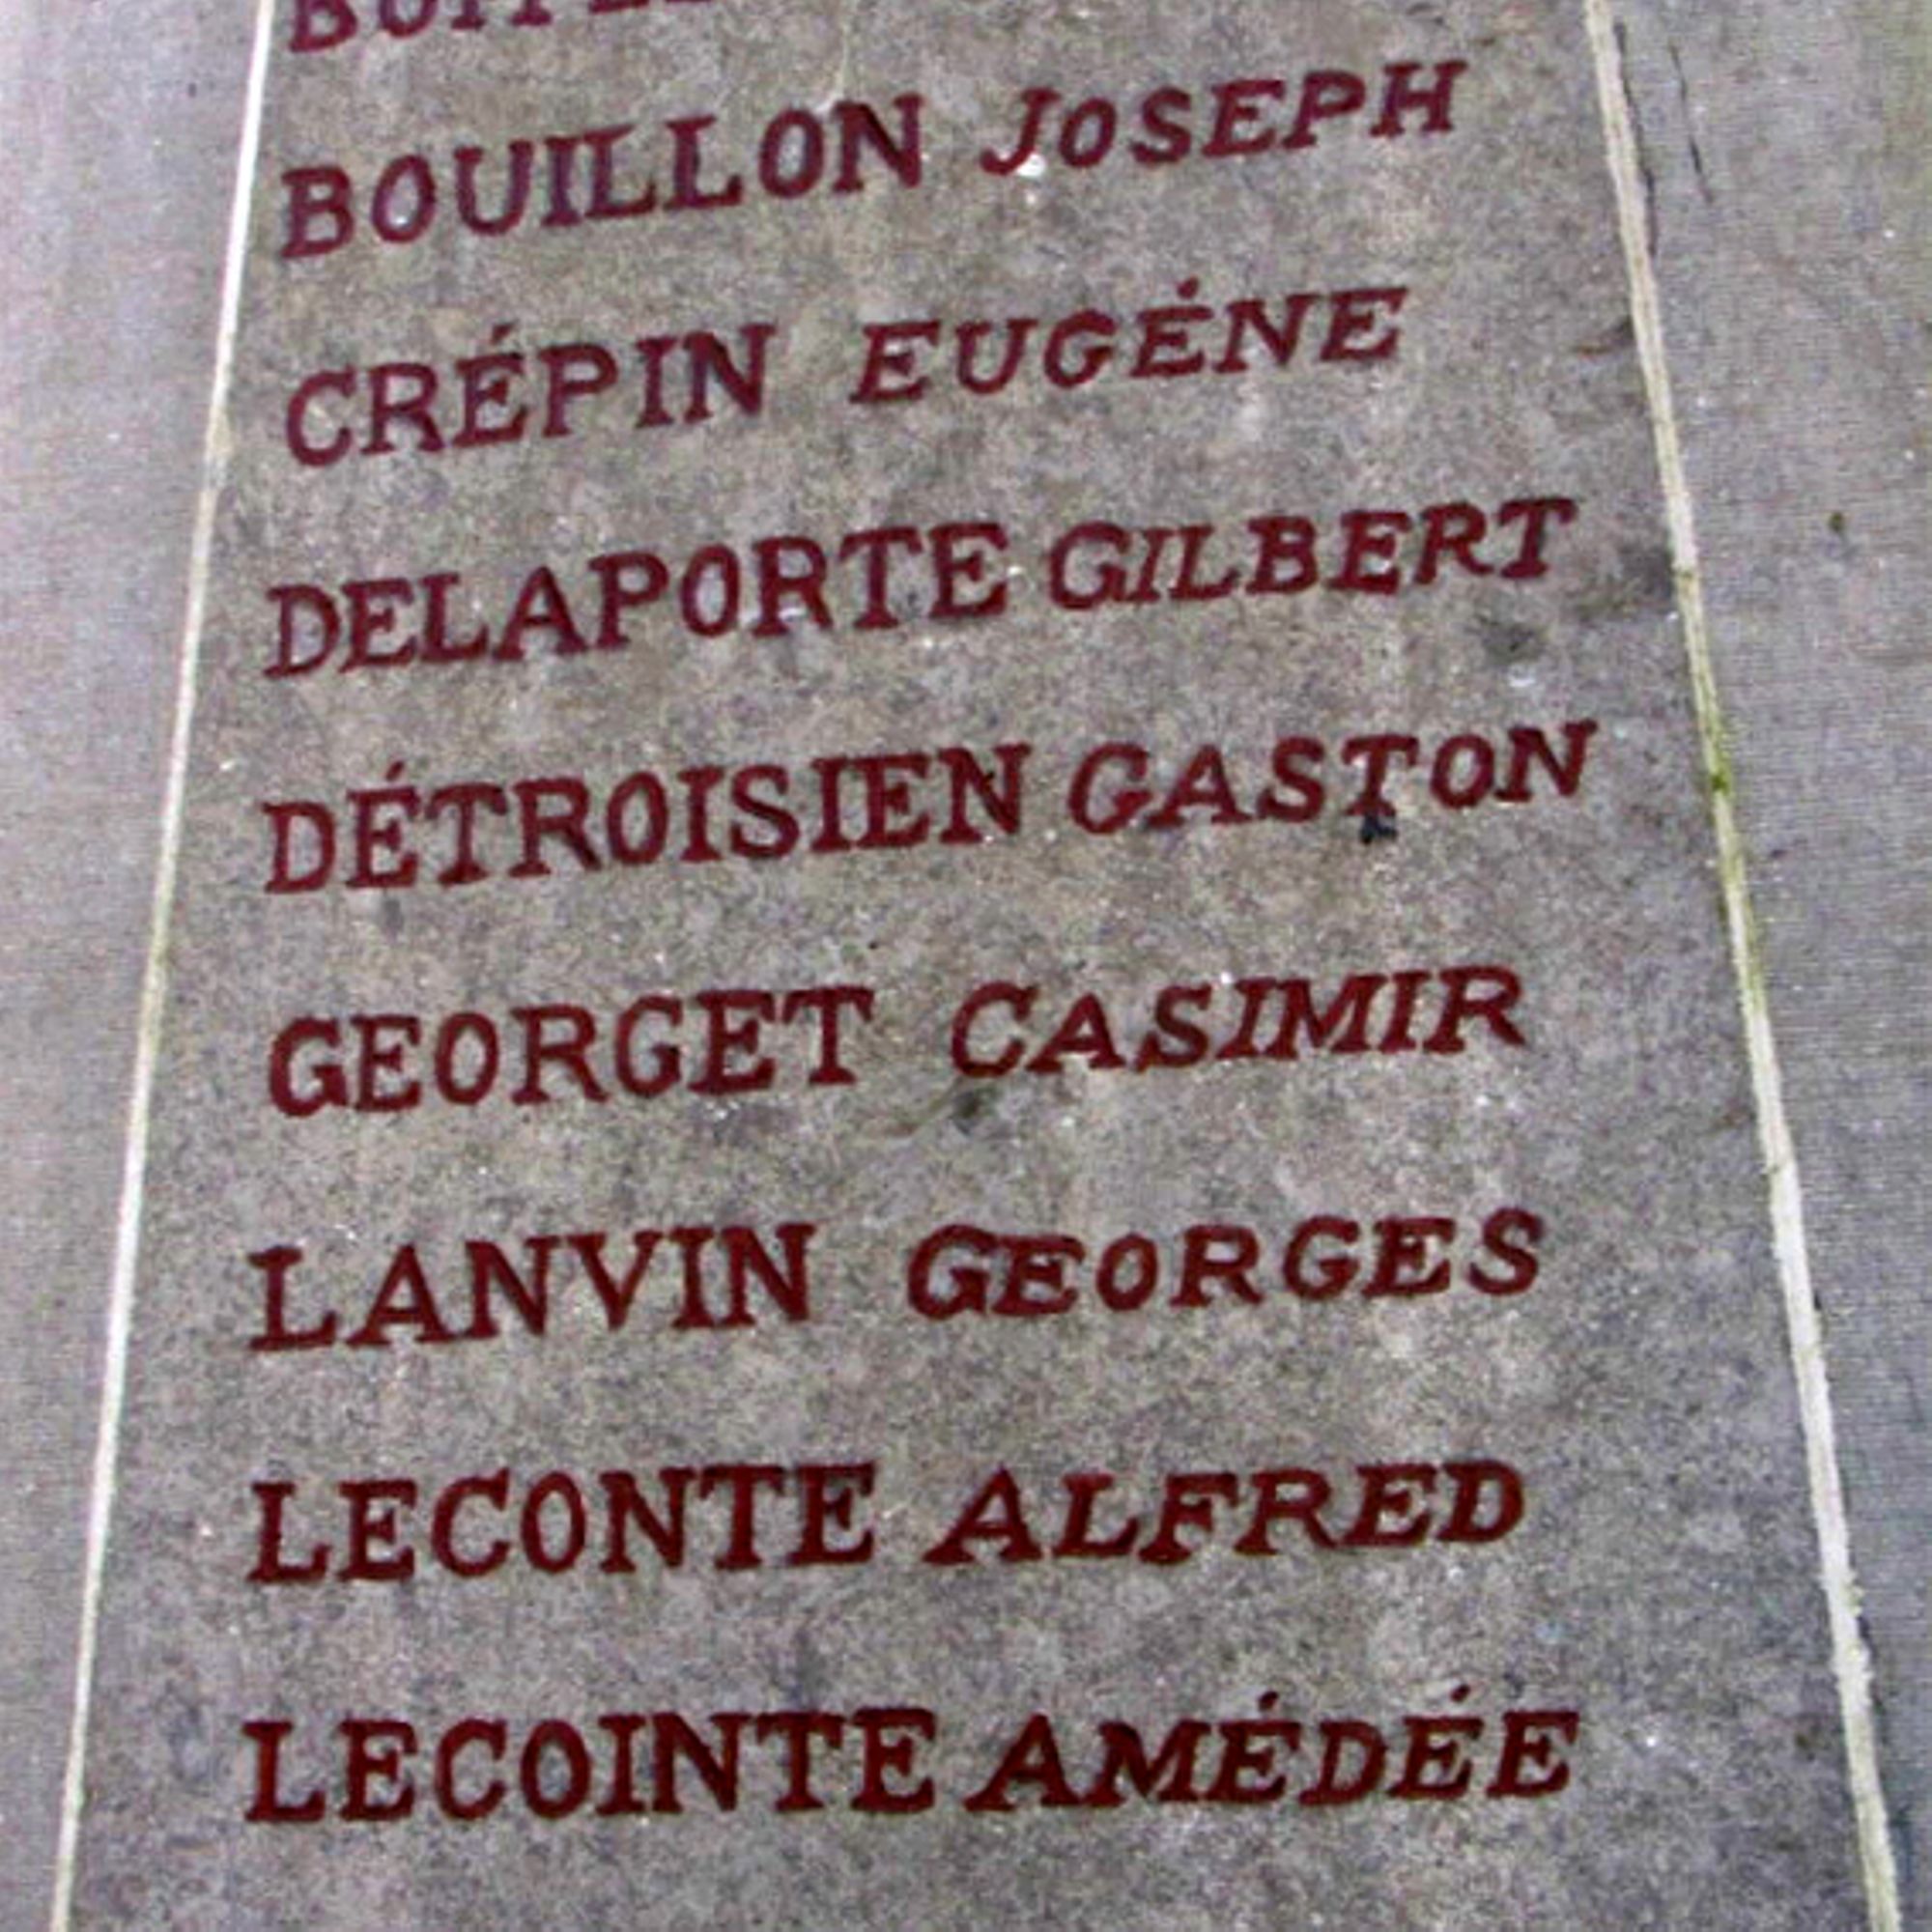 BOUILLON JOSEPH
CRÉPIN EUGÉNE
DELAPORTE GILBERT
DÉTROISIEN GASTON
GEORGET CASIMIR
LANVIN GEORGES
LECONTE ALFRED
LECOINTE AMÉDÉE